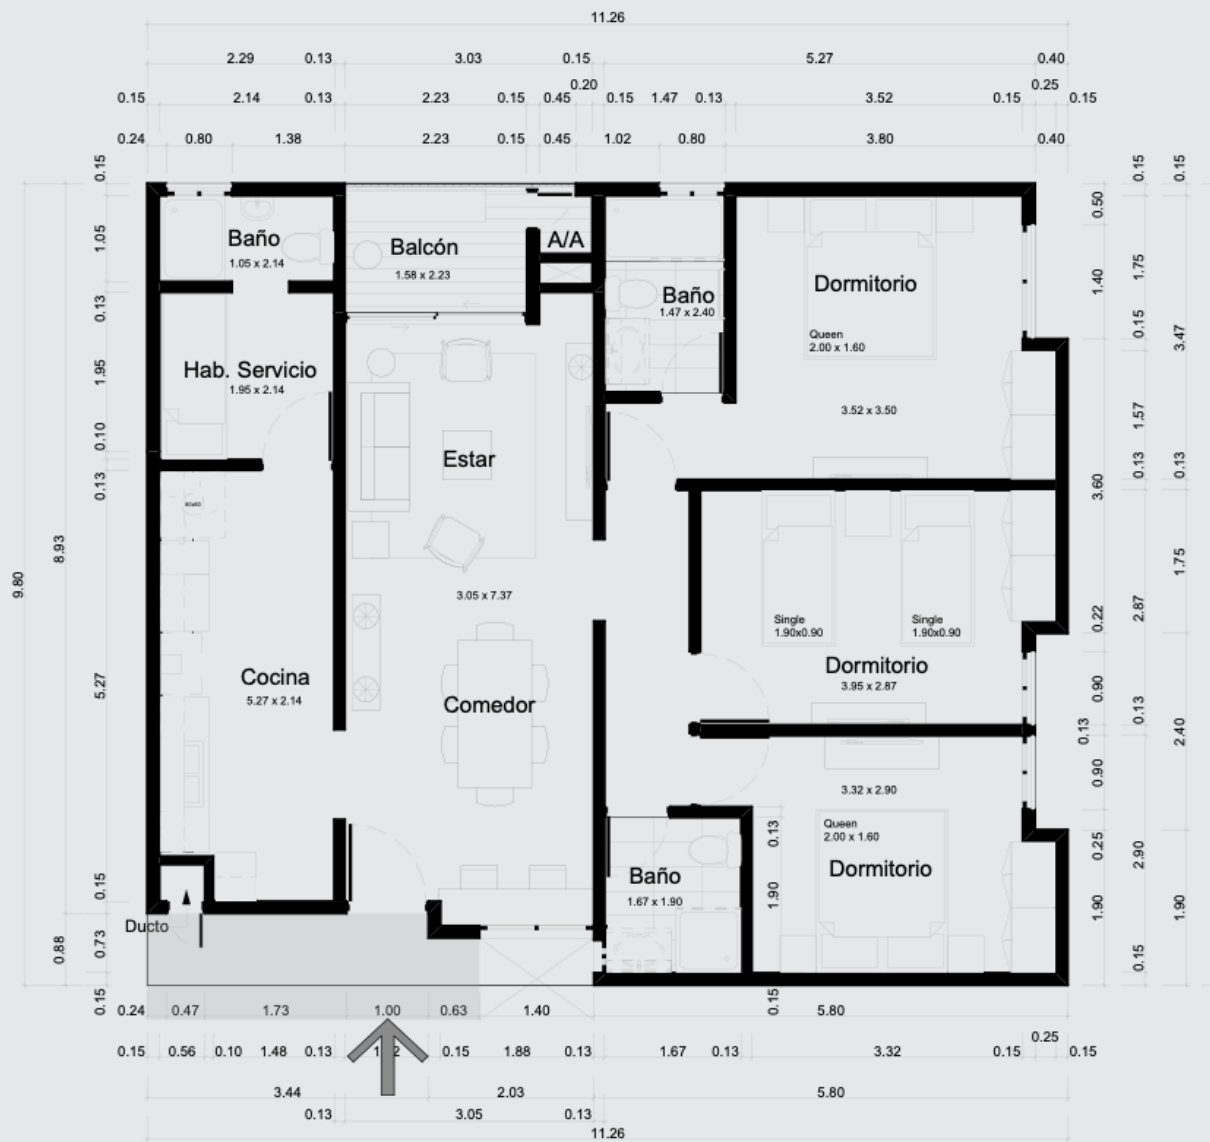 11.26
2.29 0.13 3.03 0.15 5.27 0.40
0.20 0.25
0.15 2.14 0.13 2.23 0.15 0.45 0.15 1.47 0.13 3.52 0.15 0.15
0.24 0.80 1.38 2.23 0.15 0.45 1.02 0.80 3.80 0.40
0.15 0.15 0.15
0.50
1.05
Baño
1.05 x 2.14
Balcón
1.58 x 2.23
A/A
Baño
1.47 x 2.40
Dormitorio
Queen
2.00 x 1.60
3.52 x 3.50
1.40
1.75
0.13
0.15
3.47
Hab. Servicio
1.95 x 2.14
1.95
1.57
0.10
0.13
Estar
0.13 0.13
3.60
60x60
8.93
9.80
3.05 x 7.37
1.75
2.87
0.22
Single
1.90x0.90
Single
1.90x0.90
Dormitorio
3.95 x 2.87
Cocina
5.27 x 2.14
5.27
Comedor
0.90
0.13
0.13
2.40
0.90
3.32 x 2.90
Queen
2.00 x 1.60
Dormitorio
0.13
0.25
2.90
Baño
1.67 x 1.90
1.90
1.90
1.90
0.15
Ducto
0.88
0.73
0.15
0.15
0.15
0.24 0.47 1.73 1.00 0.63 1.40 5.80
0.25
0.15 0.56 0.10 1.48 0.13 0.15 1.88 0.13 1.67 0.13 3.32 0.15 0.15
3.44 2.03 5.80
0.13 3.05 0.13
11.26